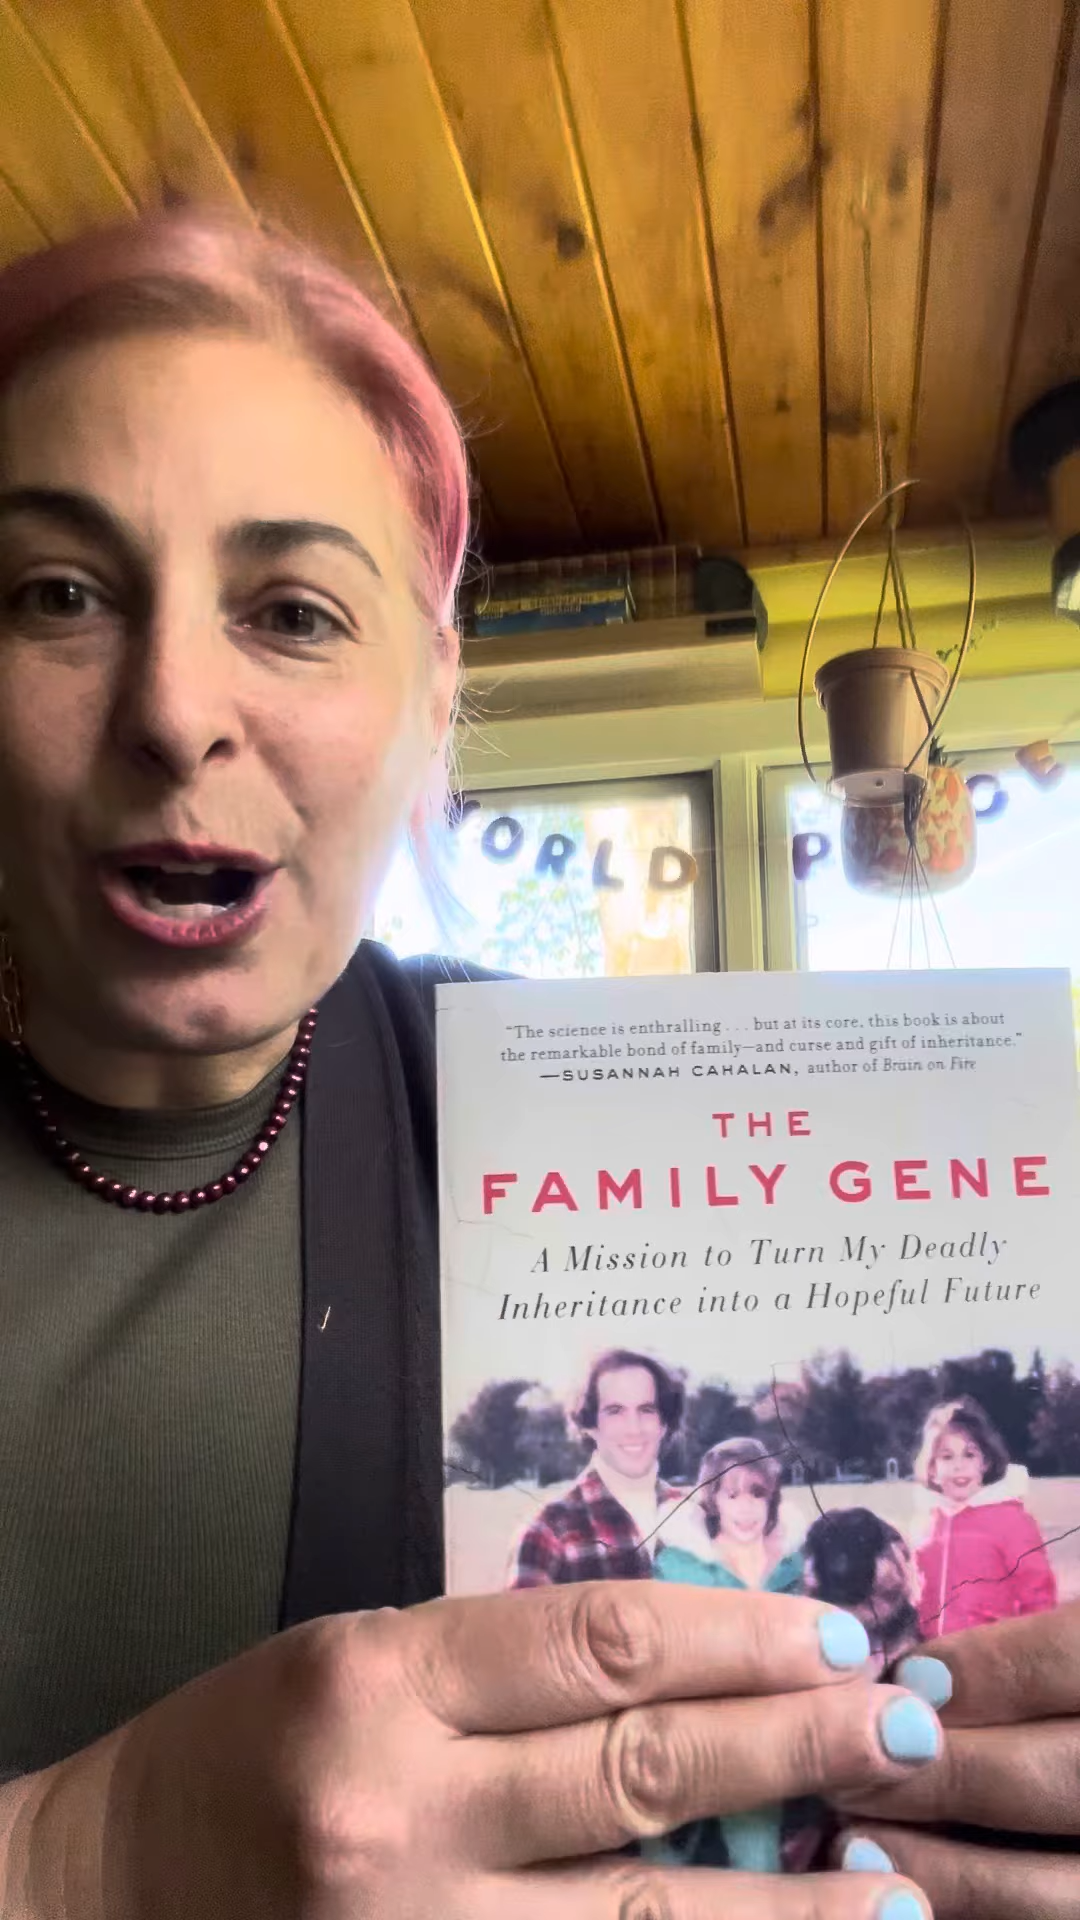 WORLD P
"The science is enthralling . . . but at its core, this book is about
the remarkable bond of family—and curse and gift of inheritance."
—SUSANNAH CAHALAN, author of Brain on Fire
THE
FAMILY GENE
A Mission to Turn My Deadly
Inheritance into a Hopeful Future